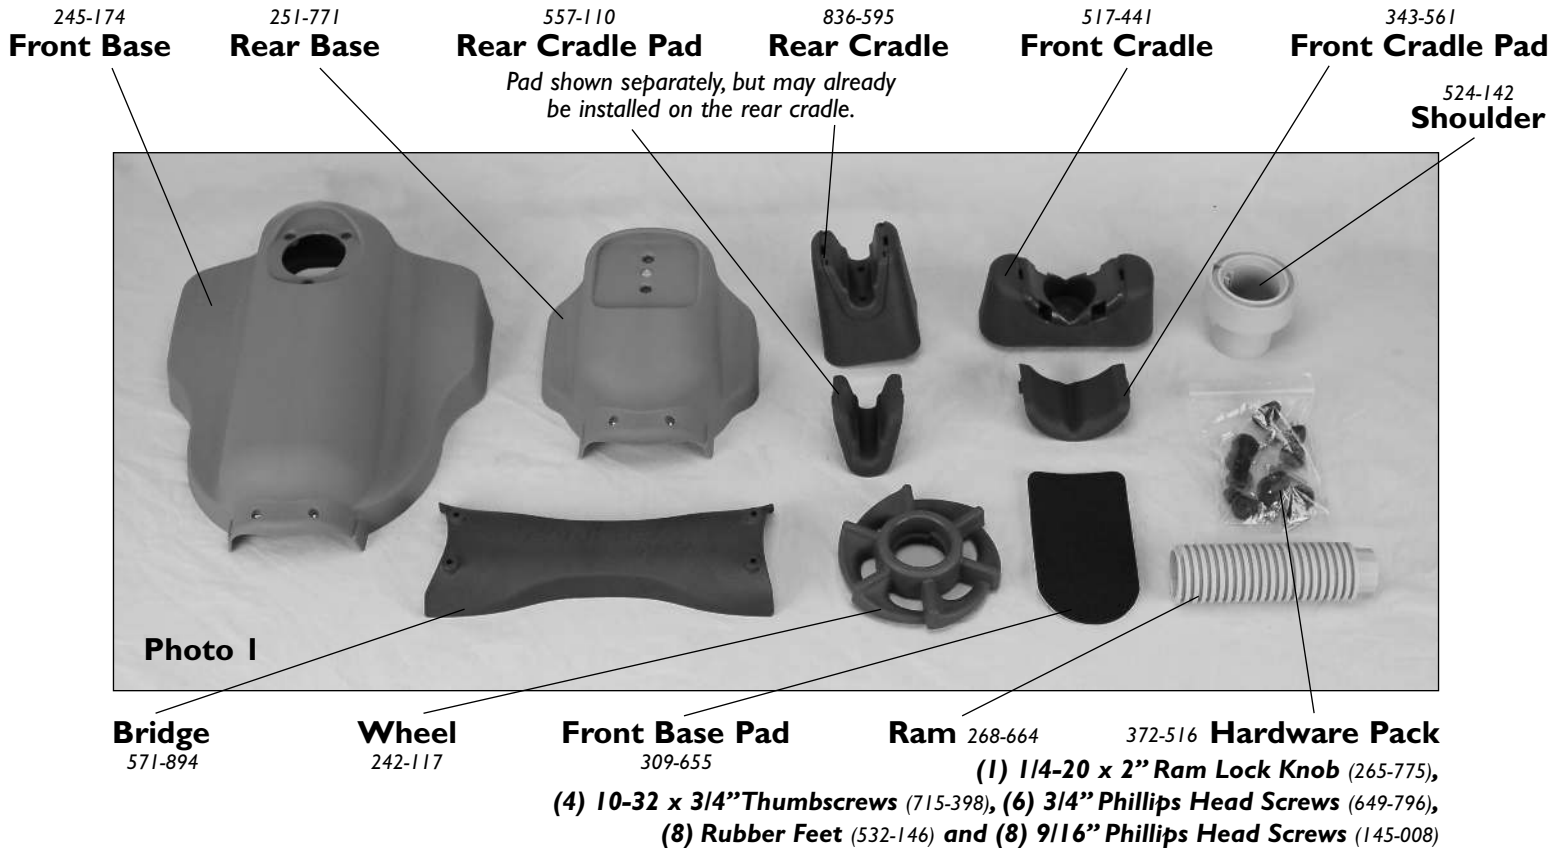 245-174 251-771 557-110 836-595 517-441 343-561
Front Base Rear Base Rear Cradle Pad Rear Cradle Front Cradle Front Cradle Pad
Pad shown separately, but may already
be installed on the rear cradle.
524-142
Shoulder
Photo 1
Bridge Wheel Front Base Pad Ram 268-664 372-516 Hardware Pack
571-894 242-117 309-655
(1) 1/4-20 x 2” Ram Lock Knob (265-775),
(4) 10-32 x 3/4” Thumbscrews (715-398), (6) 3/4” Phillips Head Screws (649-796),
(8) Rubber Feet (532-146) and (8) 9/16” Phillips Head Screws (145-008)